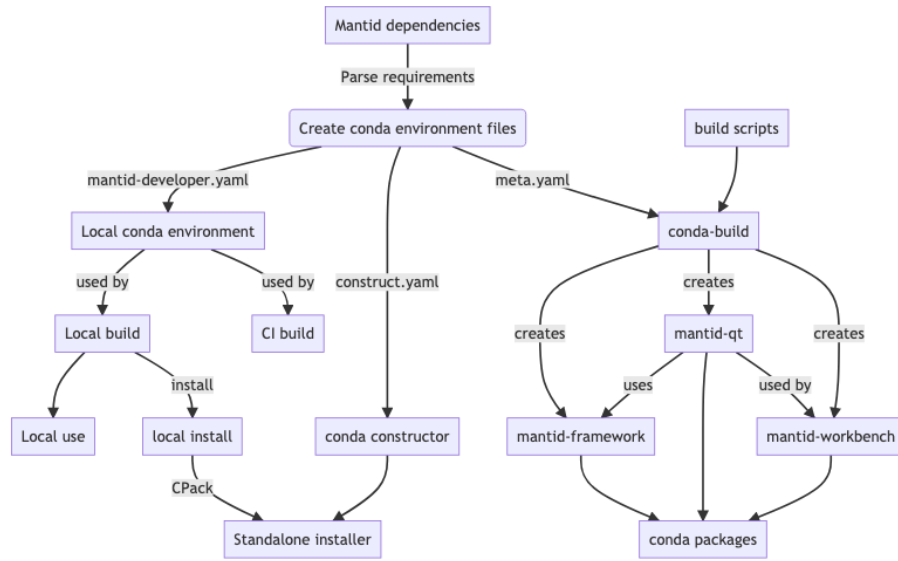 Mantid dependencies
Parse requirements
Create conda environment files
build scripts
mantid-developer.yaml
meta.yaml
Local conda environment
conda-build
used by
used by
construct.yaml
creates
Local build
CI build
creates
mantid-qt
creates
install
uses
used by
Local use
local install
conda constructor
mantid-framework
mantid-workbench
CPack
Standalone installer
conda packages